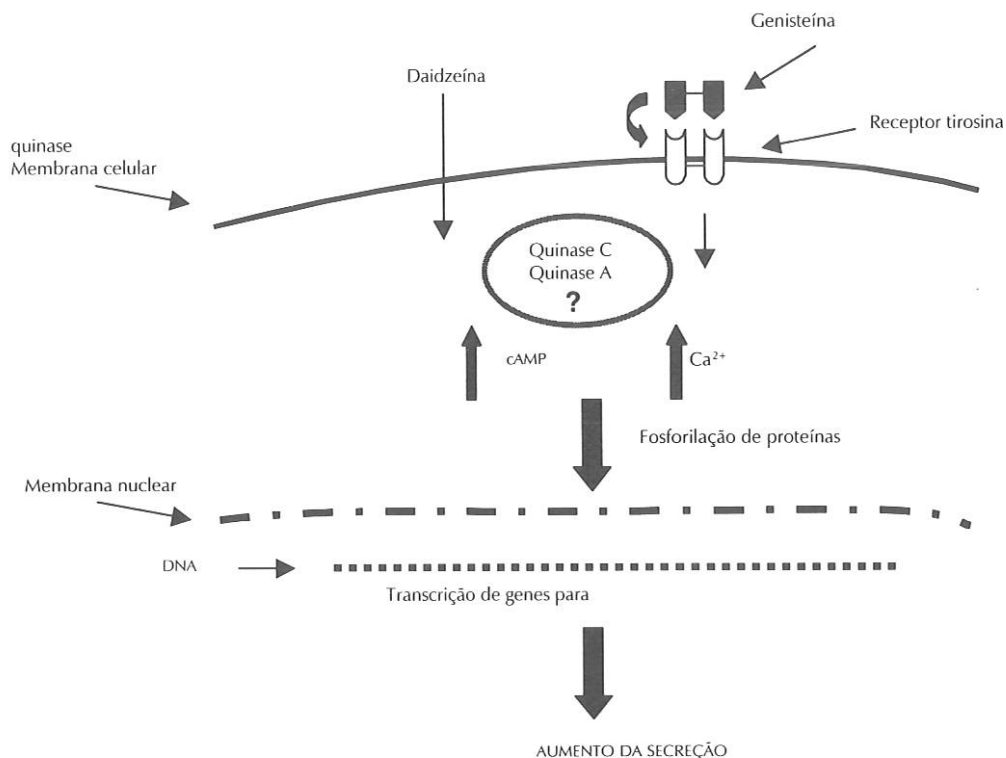 Genisteína
Daidzeína
Receptor tirosina
quinase
Membrana celular
Quinase C
Quinase A
?
cAMP
Ca²⁺
Fosforilação de proteínas
Membrana nuclear
DNA
Transcrição de genes para
AUMENTO DA SECREÇÃO